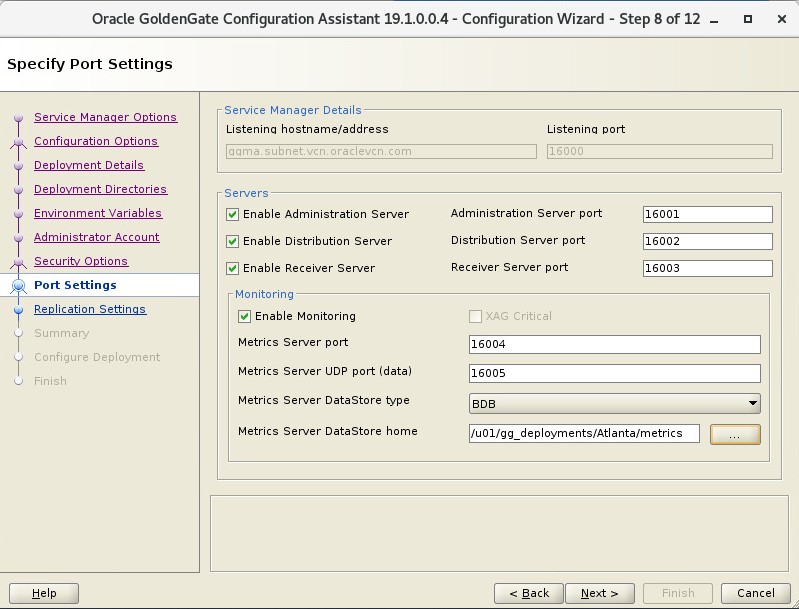 Oracle GoldenGate Configuration Assistant 19.1.0.0.4 - Configuration Wizard - Step 8 of 12
Specify Port Settings
Service Manager Options
Configuration Options
Deployment Details
Deployment Directories
Environment Variables
Administrator Account
Security Options
Port Settings
Replication Settings
Summary
Configure Deployment
Finish
Service Manager Details
Listening hostname/address Listening port
ggma.subnet.vcn.oraclevcn.com 16000
Servers
Enable Administration Server Administration Server port 16001
Enable Distribution Server Distribution Server port 16002
Enable Receiver Server Receiver Server port 16003
Monitoring
Enable Monitoring XAG Critical
Metrics Server port 16004
Metrics Server UDP port (data) 16005
Metrics Server DataStore type BDB
Metrics Server DataStore home /u01/gg_deployments/Atlanta/metrics ...
Help < Back Next > Finish Cancel